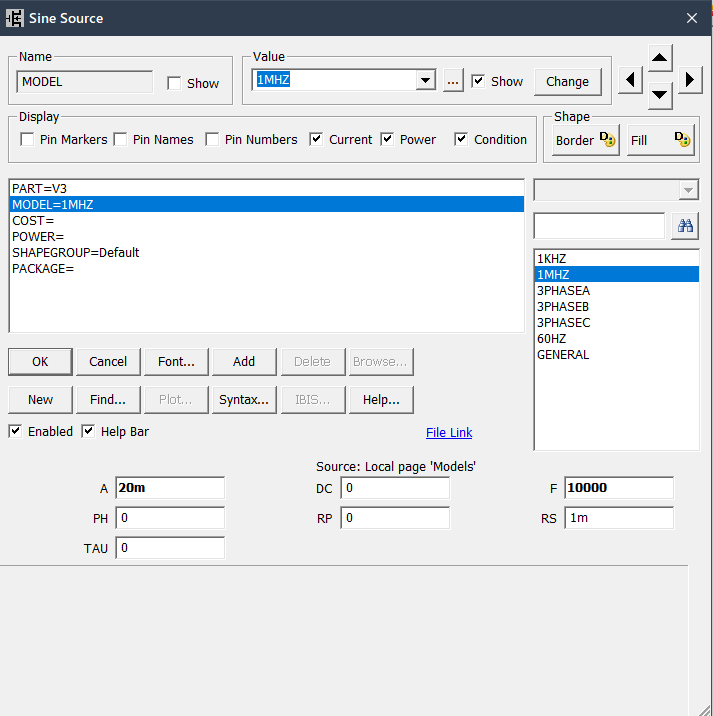 Sine Source
Name
MODEL
Show
Value
1MHZ
...
Show
Change
Display
Pin Markers
Pin Names
Pin Numbers
Current
Power
Condition
Shape
Border
Fill
PART=V3
MODEL=1MHZ
COST=
POWER=
SHAPEGROUP=Default
PACKAGE=
1KHZ
1MHZ
3PHASEA
3PHASEB
3PHASEC
60HZ
GENERAL
OK
Cancel
Font...
Add
Delete
Browse...
New
Find...
Plot...
Syntax...
IBIS...
Help...
Enabled
Help Bar
File Link
Source: Local page 'Models'
A 20m
DC 0
F 10000
PH 0
RP 0
RS 1m
TAU 0